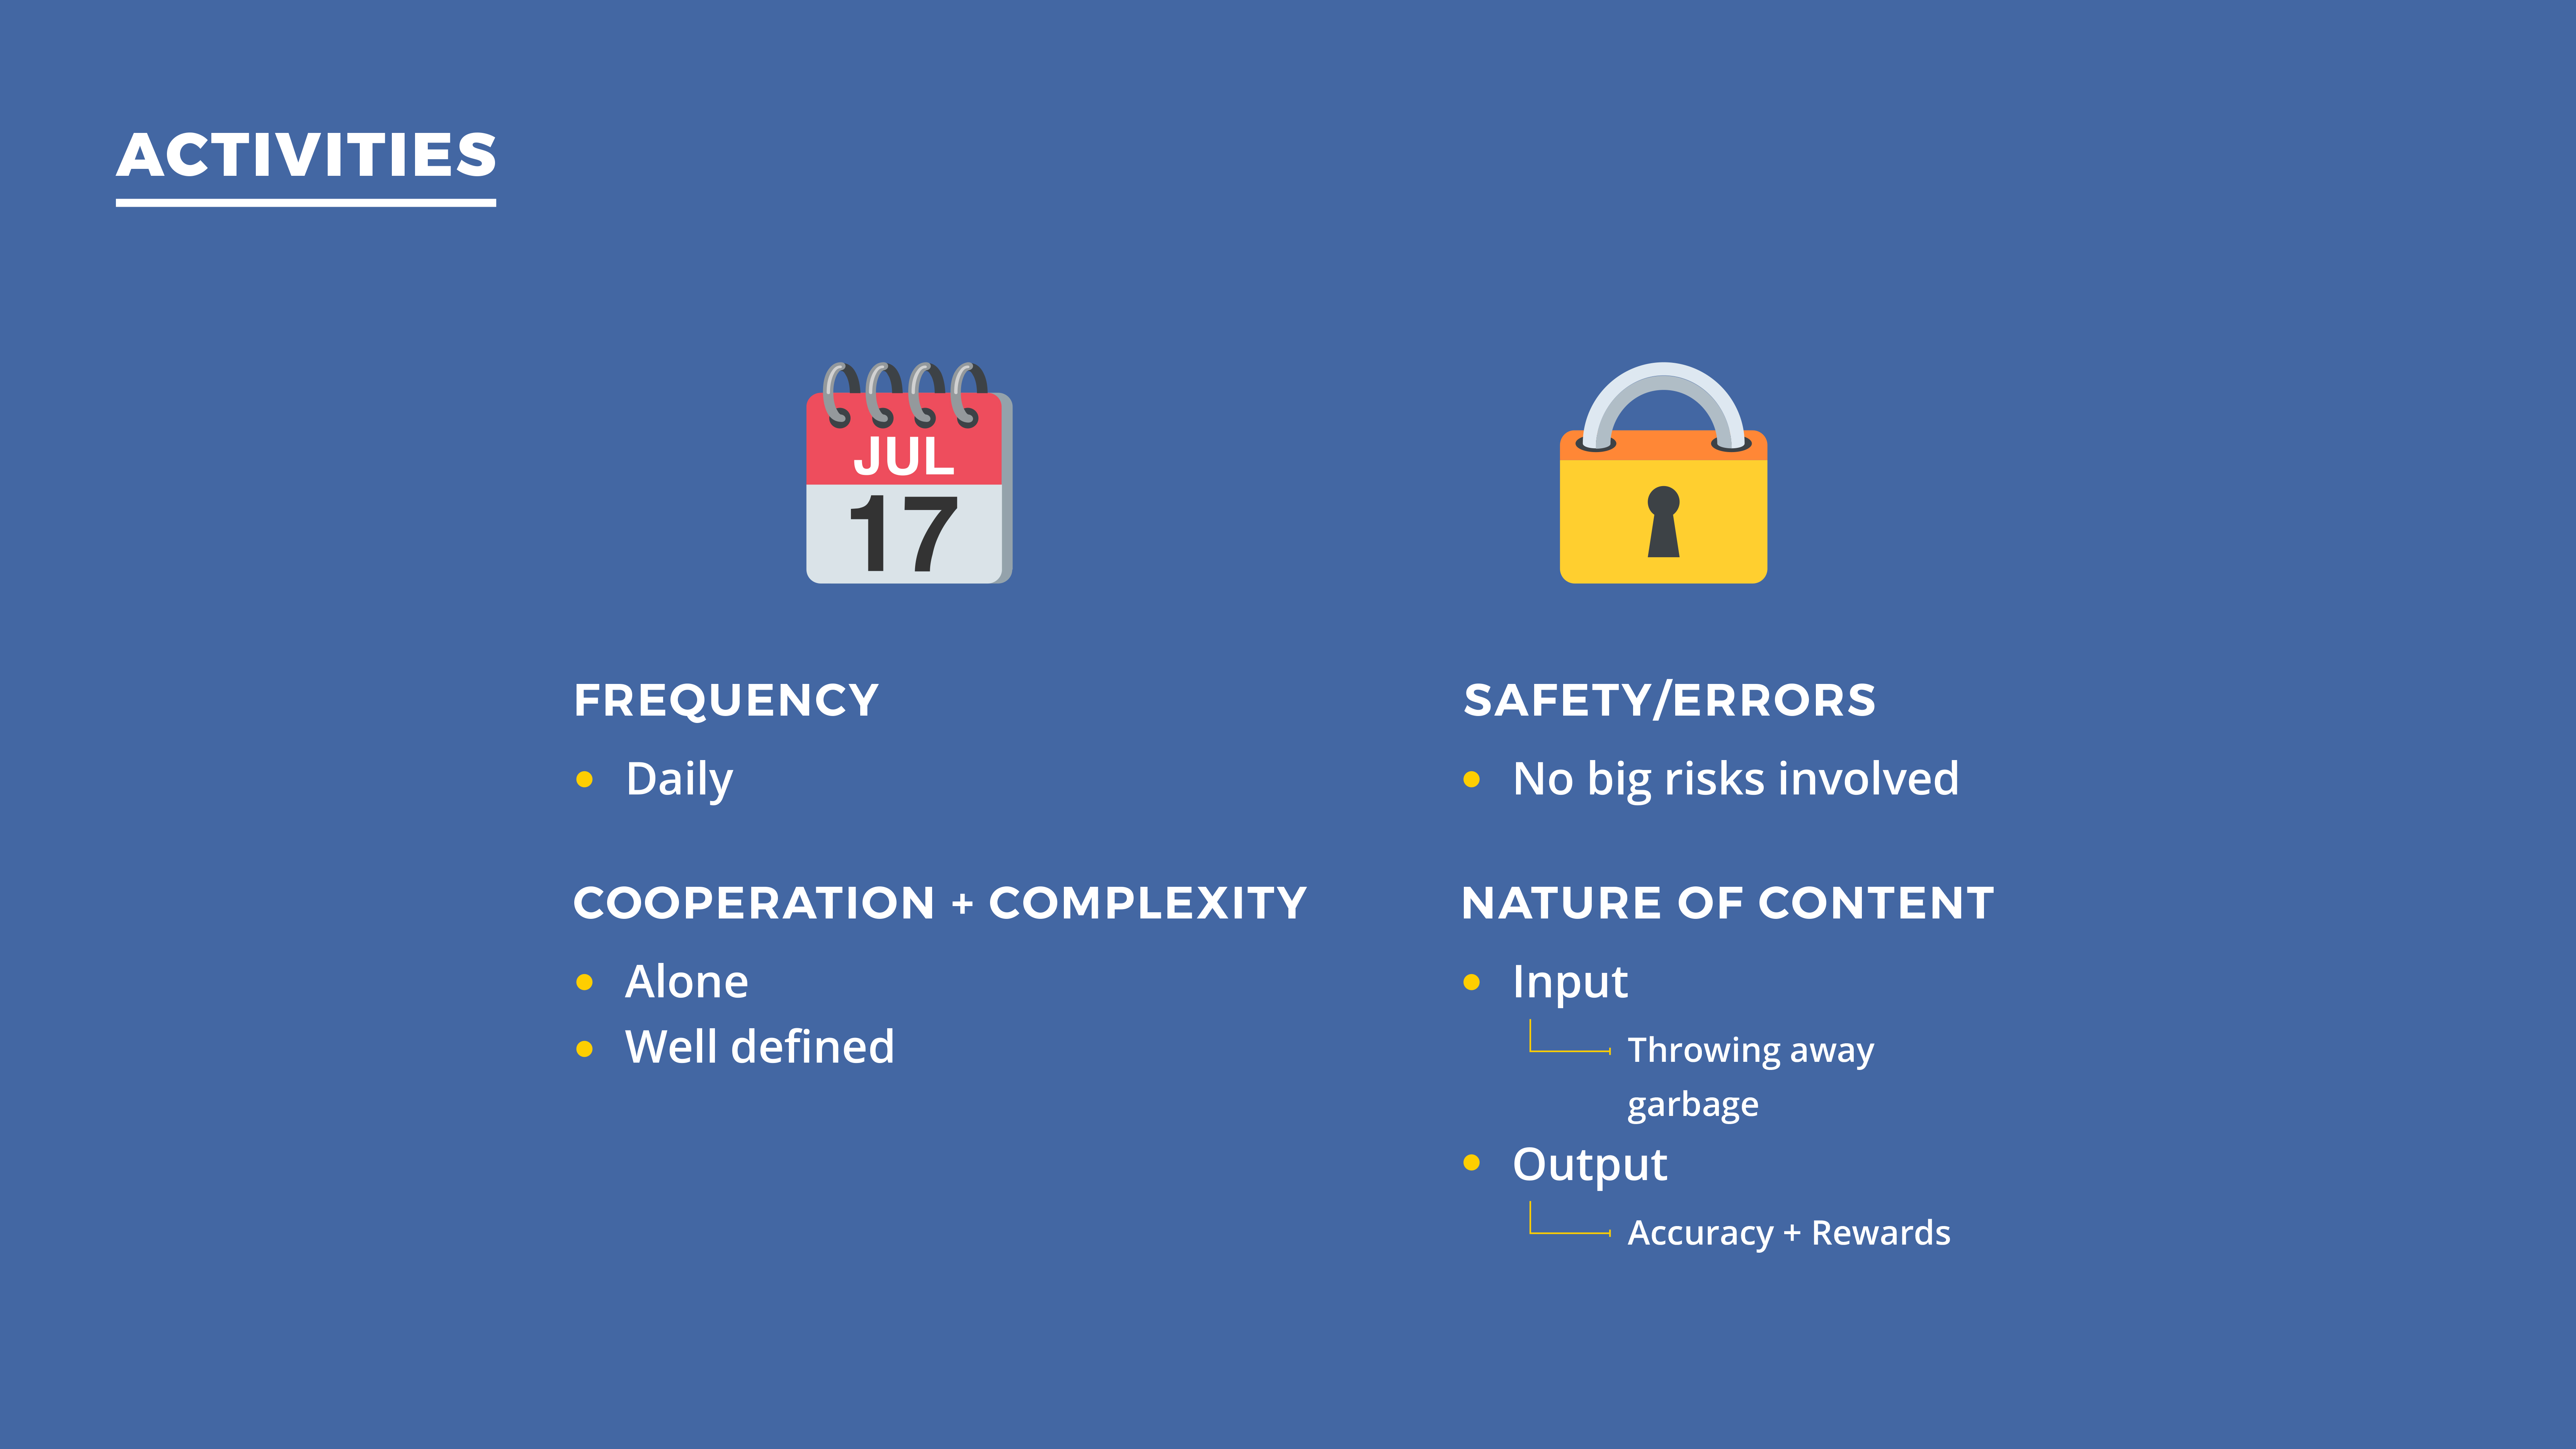 ACTIVITIES
JUL
17
FREQUENCY
Daily
COOPERATION + COMPLEXITY
Alone
Well defined
SAFETY/ERRORS
No big risks involved
NATURE OF CONTENT
Input
Throwing away
garbage
Output
Accuracy + Rewards